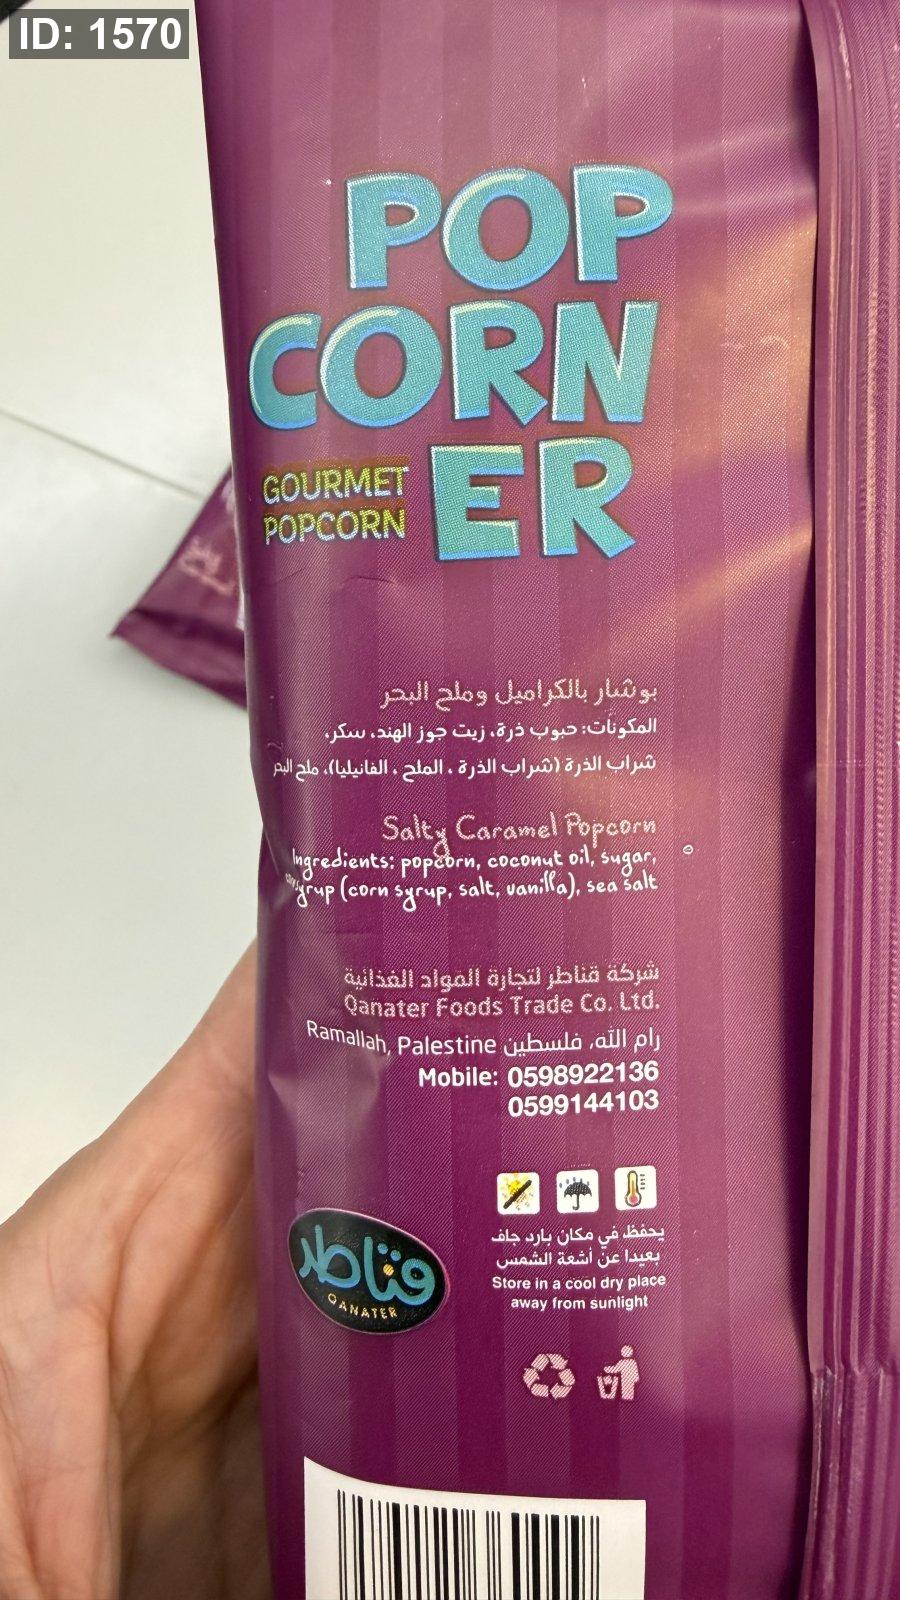 ID: 1570
POP
CORN
ER
GOURMET
POPCORN
بوشار بالكراميل وملح البحر
المكونات: حبوب ذرة، زيت جوز الهند، سكر،
شراب الذرة (شراب الذرة ، الملح ، الفانيليا)، ملح البحر
Salty Caramel Popcorn
Ingredients: popcorn, coconut oil, sugar,
syrup (corn syrup, salt, vanilla), sea salt
شركة قناطر لتجارة المواد الغذائية
Qanater Foods Trade Co. Ltd.
Ramallah, Palestine رام الله، فلسطين
Mobile: 0598922136
0599144103
قناطر
QANATER
يحفظ في مكان بارد جاف
بعيدا عن أشعة الشمس
Store in a cool dry place
away from sunlight